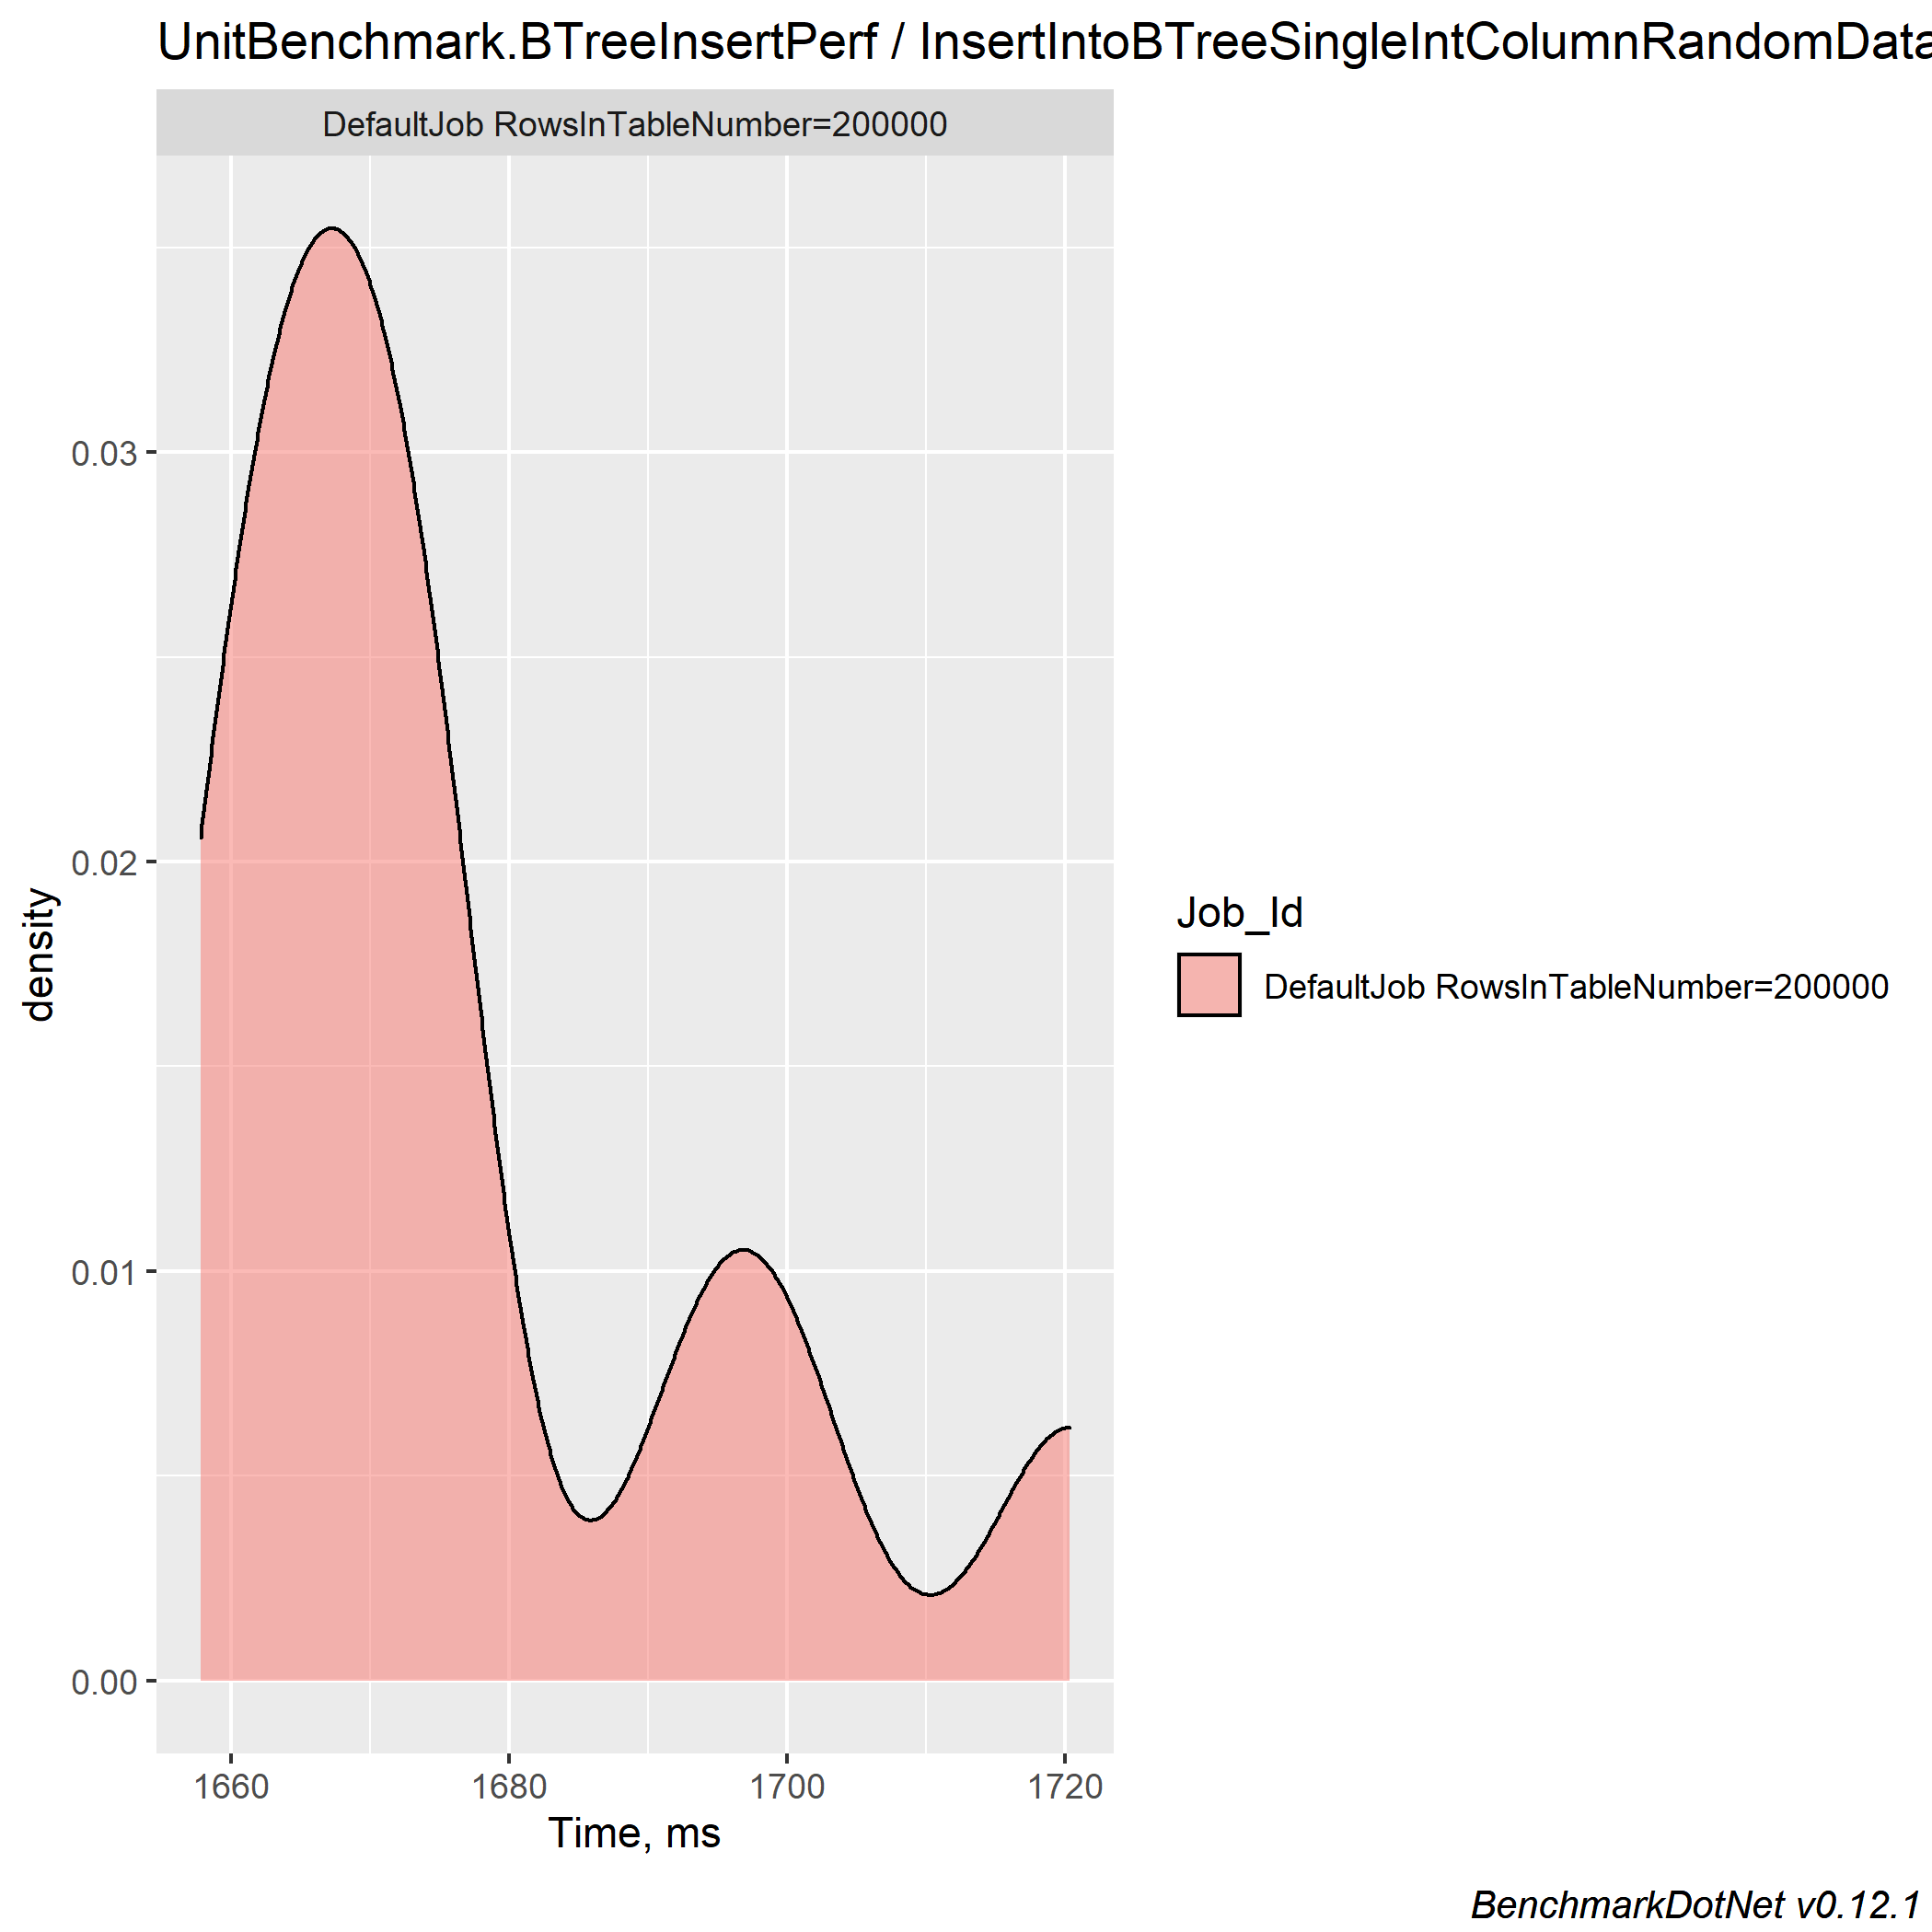 UnitBenchmark.BTreeInsertPerf / InsertIntoBTreeSingleIntColumnRandomData
DefaultJob RowsInTableNumber=200000
0.03
0.02
0.01
0.00
density
1660 1680 1700 1720
Time, ms
Job_Id
DefaultJob RowsInTableNumber=200000
BenchmarkDotNet v0.12.1